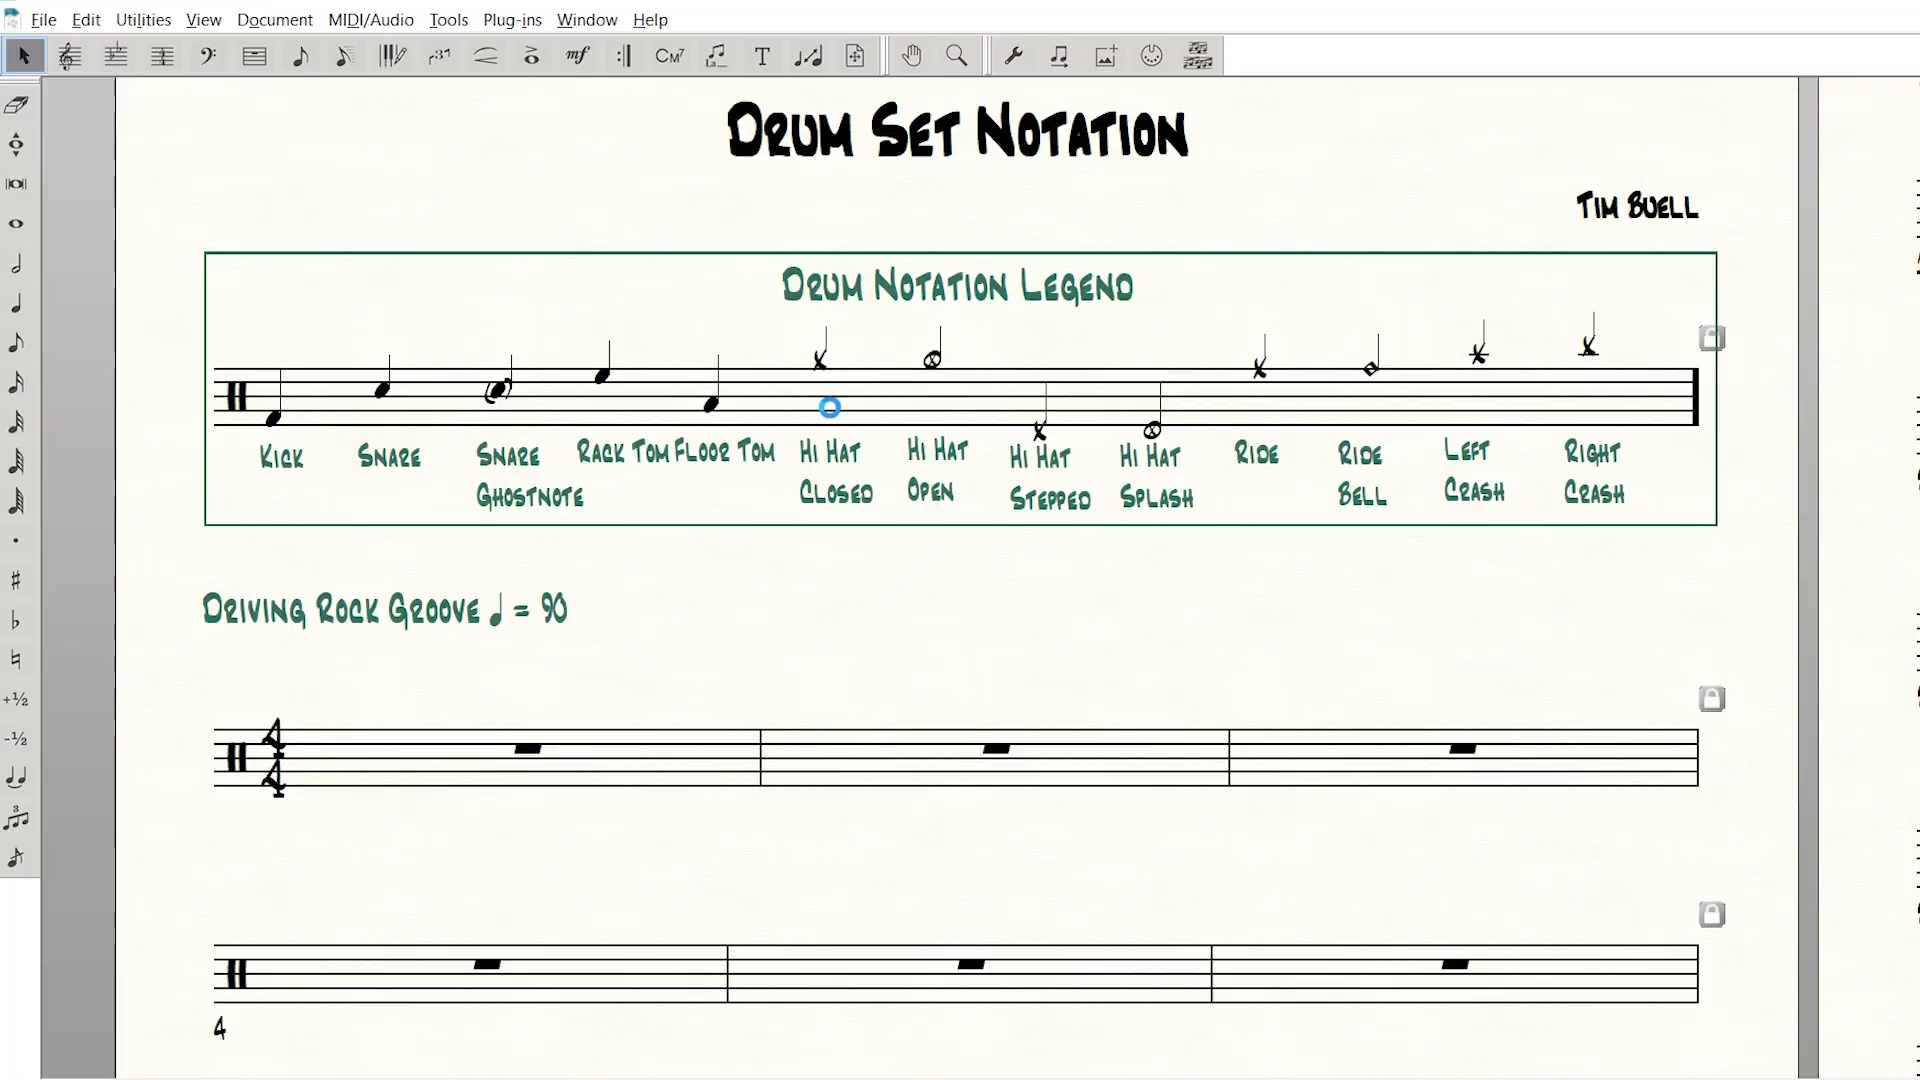 File Edit Utilities View Document MIDI/Audio Tools Plug-ins Window Help
Drum Set Notation
Tim Buell
Drum Notation Legend
Kick Snare Snare Ghostnote Rack Tom Floor Tom Hi Hat Closed Hi Hat Open Hi Hat Stepped Hi Hat Splash Ride Ride Bell Left Crash Right Crash
Driving Rock Groove ♩ = 90
4
4
4